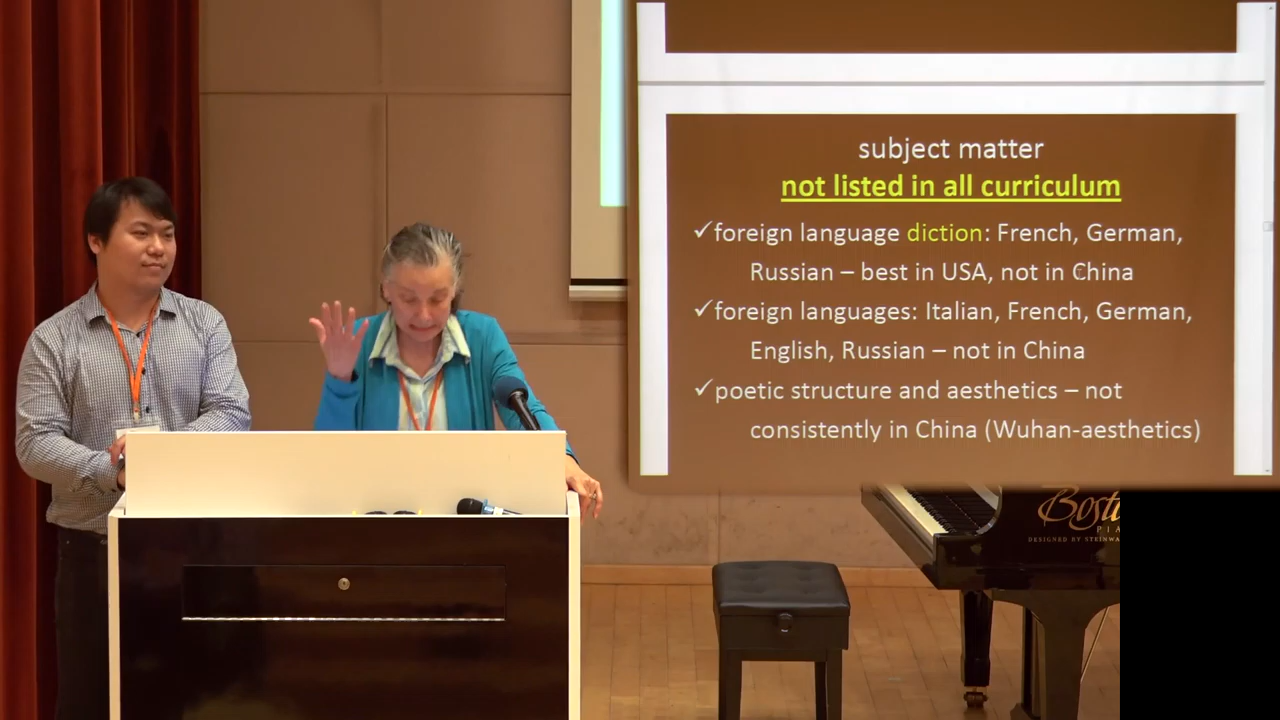 subject matter
not listed in all curriculum
✓foreign language diction: French, German,
Russian – best in USA, not in China
✓foreign languages: Italian, French, German,
English, Russian – not in China
✓poetic structure and aesthetics – not
consistently in China (Wuhan-aesthetics)
DESIGNED BY